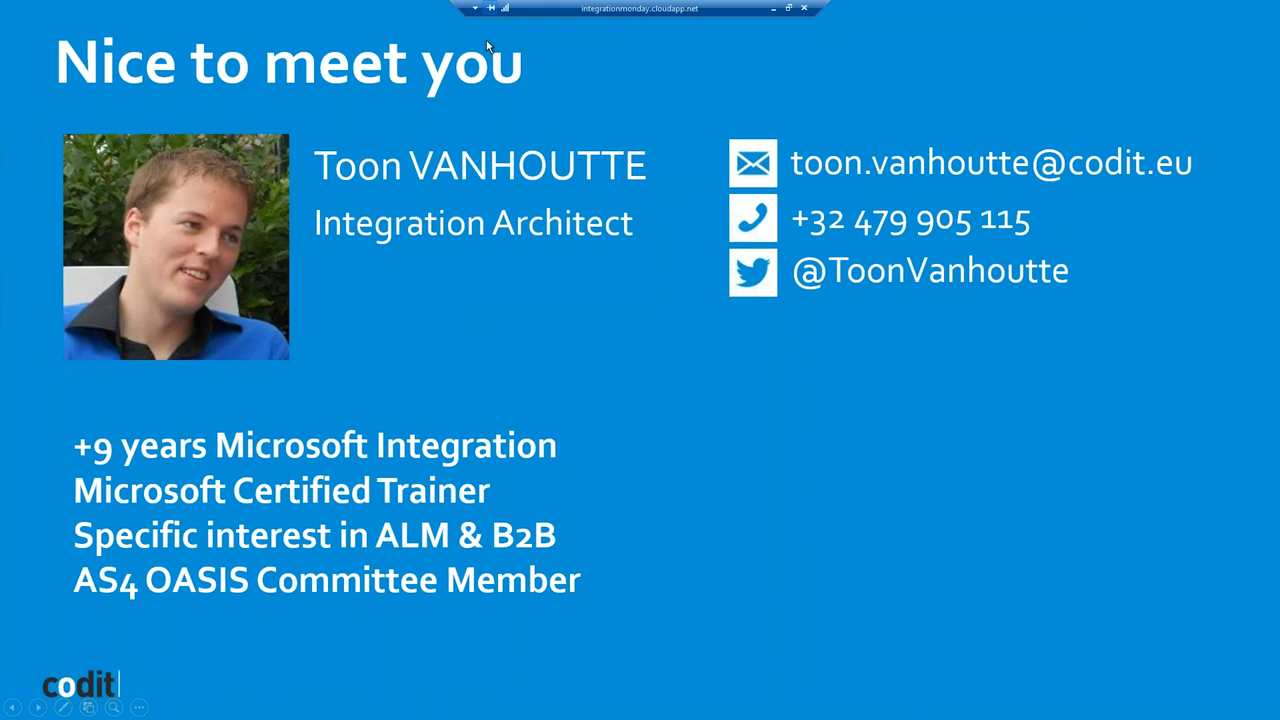 integrationmonday.cloudapp.net
Nice to meet you
Toon VANHOUTTE
Integration Architect
toon.vanhoutte@codit.eu
+32 479 905 115
@ToonVanhoutte
+9 years Microsoft Integration
Microsoft Certified Trainer
Specific interest in ALM & B2B
AS4 OASIS Committee Member
codit